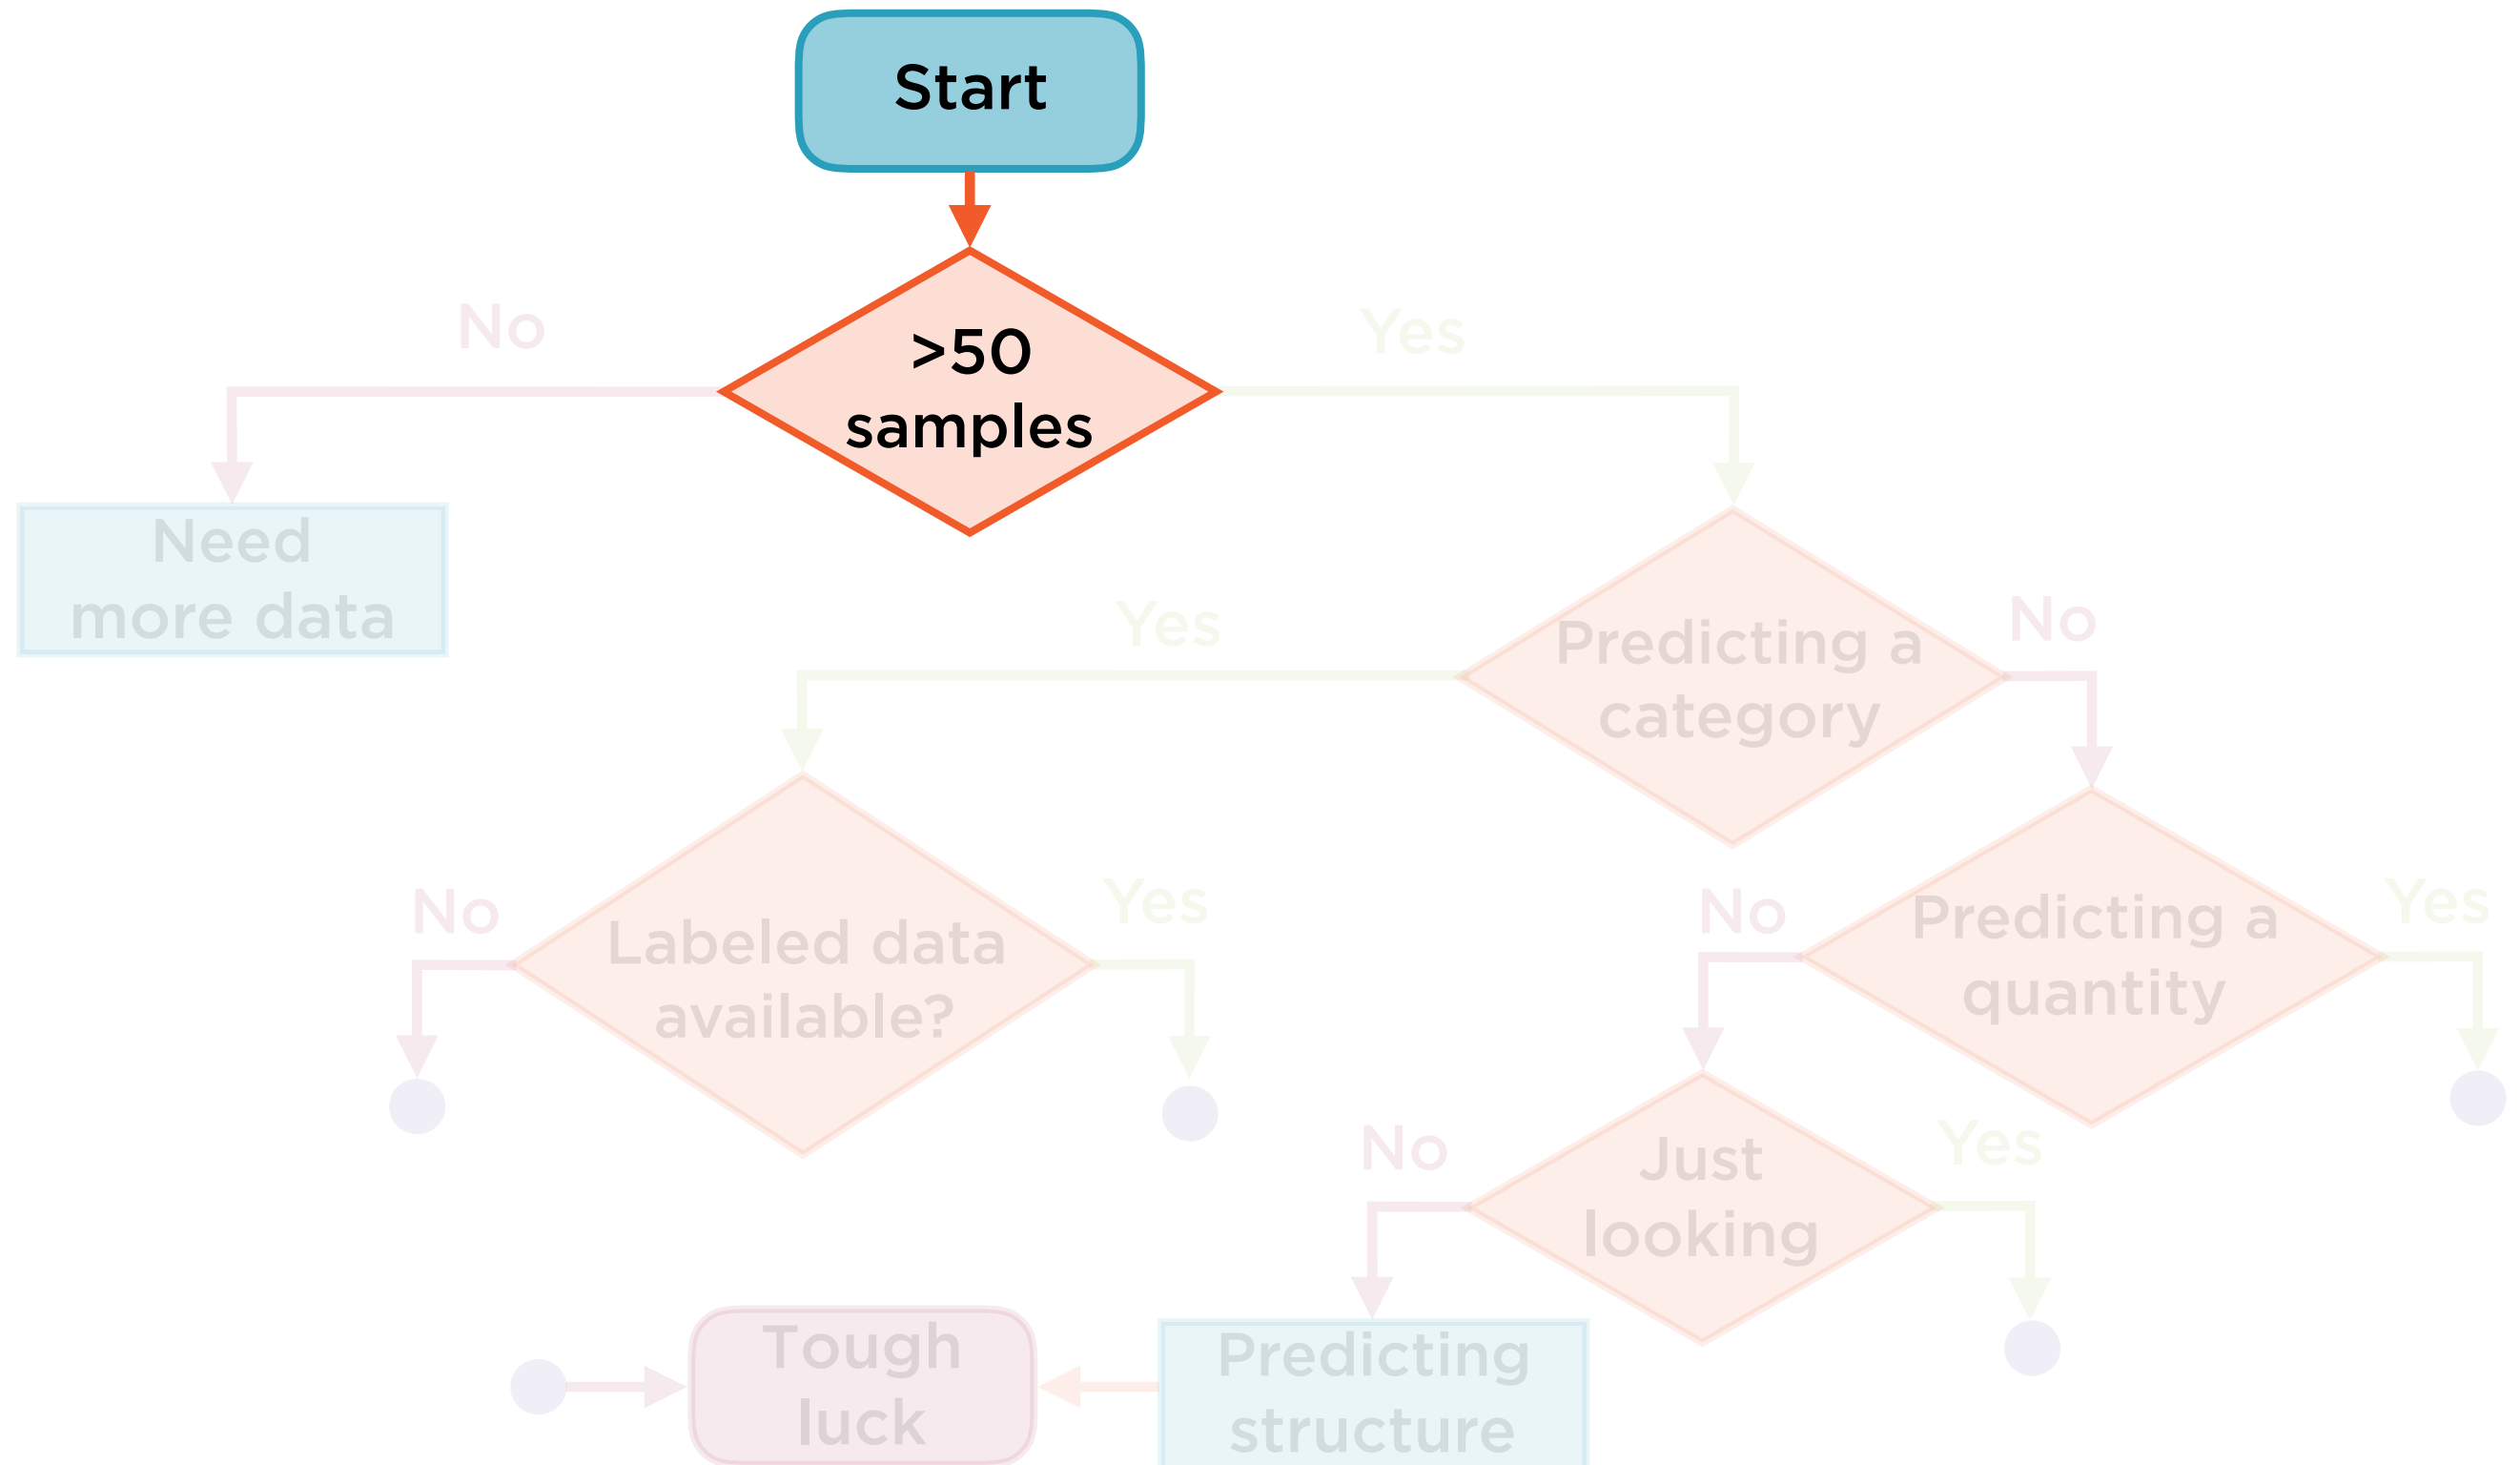 Start
>50
samples
No
Yes
Need
more data
Yes
Predicting a
category
No
No
Labeled data
available?
Yes
No
Predicting a
quantity
Yes
No
Just
looking
Yes
Tough
luck
Predicting
structure